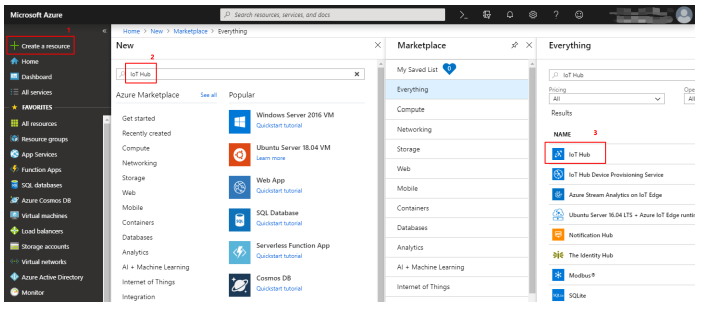 Microsoft Azure
Search resources, services, and docs
1
«
Create a resource
Home
Dashboard
All services
FAVORITES
All resources
Resource groups
App Services
Function Apps
SQL databases
Azure Cosmos DB
Virtual machines
Load balancers
Storage accounts
Virtual networks
Azure Active Directory
Monitor
Home > New > Marketplace > Everything
New
2
IoT Hub
Azure Marketplace
See all
Popular
Get started
Recently created
Compute
Networking
Storage
Web
Mobile
Containers
Databases
Analytics
AI + Machine Learning
Internet of Things
Integration
Windows Server 2016 VM
Quickstart tutorial
Ubuntu Server 18.04 VM
Learn more
Web App
Quickstart tutorial
SQL Database
Quickstart tutorial
Serverless Function App
Quickstart tutorial
Cosmos DB
Quickstart tutorial
Marketplace
My Saved List
0
Everything
Compute
Networking
Storage
Web
Mobile
Containers
Databases
Analytics
AI + Machine Learning
Internet of Things
Everything
IoT Hub
Pricing
Ope
All
All
Results
NAME
3
IoT Hub
IoT Hub Device Provisioning Service
Azure Stream Analytics on IoT Edge
Ubuntu Server 16.04 LTS + Azure IoT Edge runtin
Notification Hub
The Identity Hub
Modbus®
SQLite